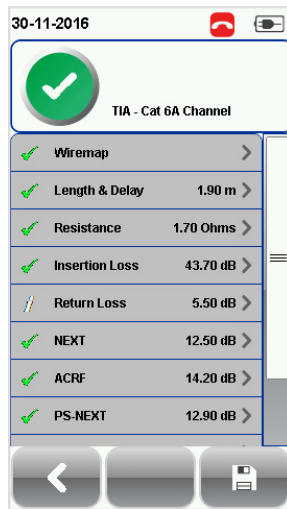 30-11-2016
TIA - Cat 6A Channel
Wiremap
Length & Delay 1.90 m
Resistance 1.70 Ohms
Insertion Loss 43.70 dB
Return Loss 5.50 dB
NEXT 12.50 dB
ACRF 14.20 dB
PS-NEXT 12.90 dB